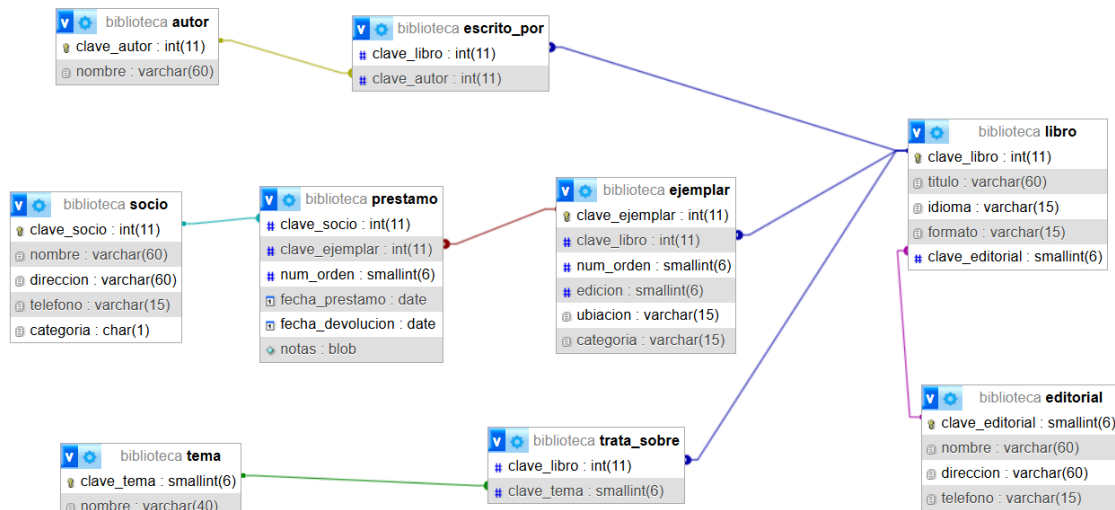 biblioteca autor
clave_autor : int(11)
nombre : varchar(60)
biblioteca escrito_por
clave_libro : int(11)
clave_autor : int(11)
biblioteca libro
clave_libro : int(11)
titulo : varchar(60)
idioma : varchar(15)
formato : varchar(15)
clave_editorial : smallint(6)
biblioteca socio
clave_socio : int(11)
nombre : varchar(60)
direccion : varchar(60)
telefono : varchar(15)
categoria : char(1)
biblioteca prestamo
clave_socio : int(11)
clave_ejemplar : int(11)
num_orden : smallint(6)
fecha_prestamo : date
fecha_devolucion : date
notas : blob
biblioteca ejemplar
clave_ejemplar : int(11)
clave_libro : int(11)
num_orden : smallint(6)
edicion : smallint(6)
ubiacion : varchar(15)
categoria : varchar(15)
biblioteca editorial
clave_editorial : smallint(6)
nombre : varchar(60)
direccion : varchar(60)
telefono : varchar(15)
biblioteca tema
clave_tema : smallint(6)
nombre : varchar(40)
biblioteca trata_sobre
clave_libro : int(11)
clave_tema : smallint(6)